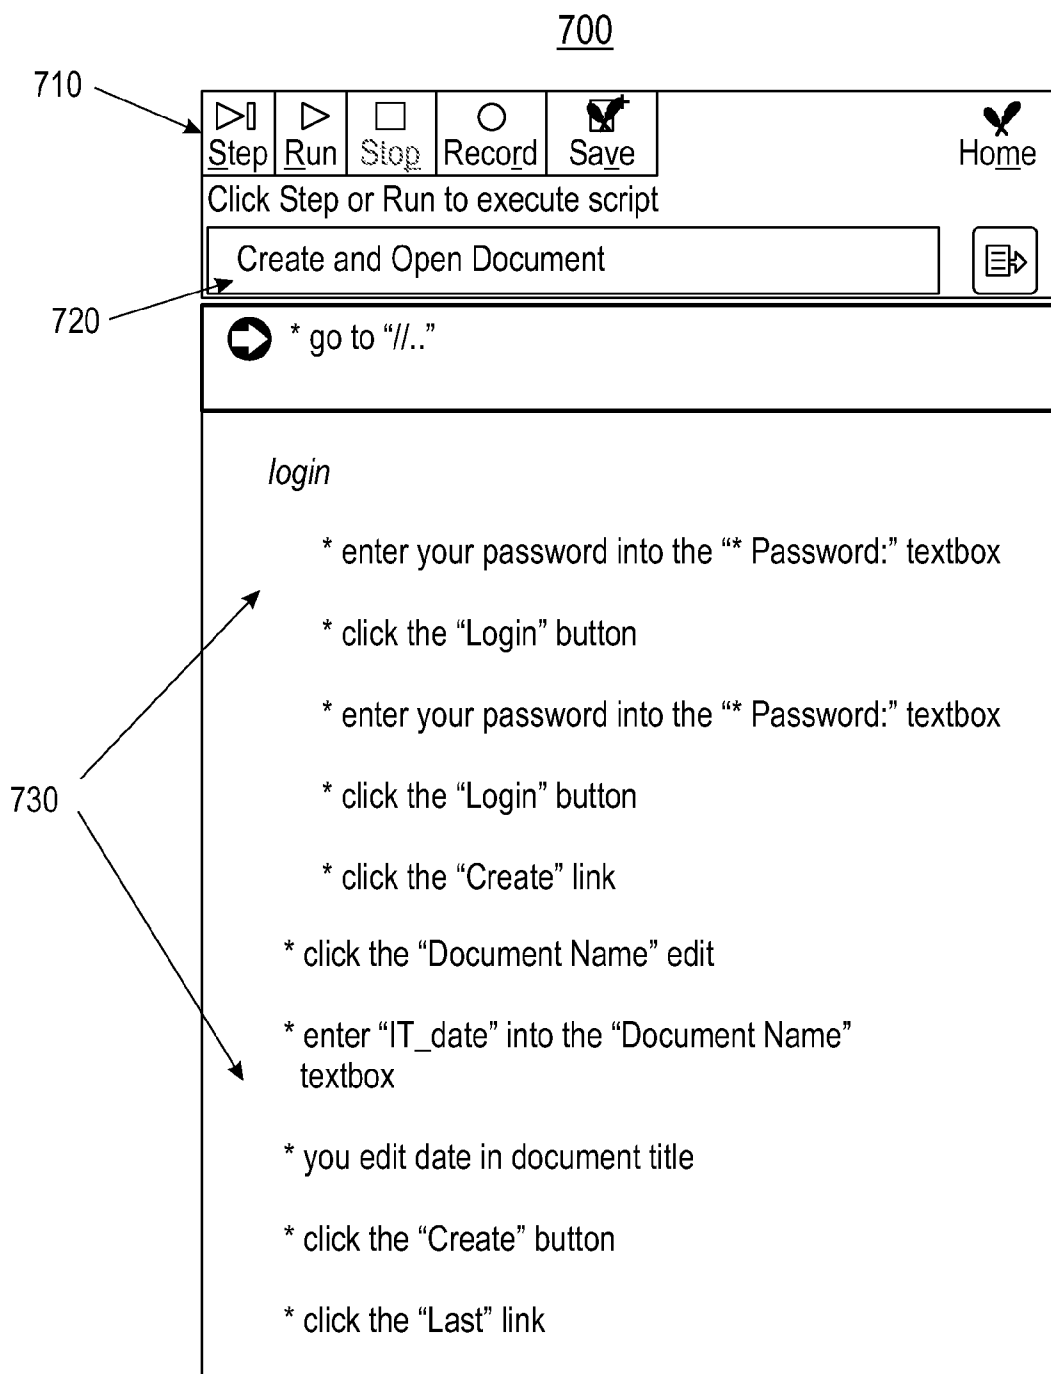 700
710
Step Run Stop Record Save Home
Click Step or Run to execute script
Create and Open Document
720
* go to “//..”
login
* enter your password into the “* Password:” textbox
* click the “Login” button
* enter your password into the “* Password:” textbox
730
* click the “Login” button
* click the “Create” link
* click the “Document Name” edit
* enter “IT_date” into the “Document Name”
textbox
* you edit date in document title
* click the “Create” button
* click the “Last” link